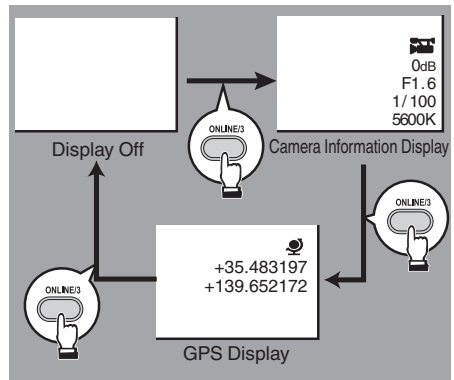 0dB
F1.6
1/100
5600K
Display Off
ONLINE/3
Camera Information Display
ONLINE/3
+35.483197
+139.652172
ONLINE/3
GPS Display